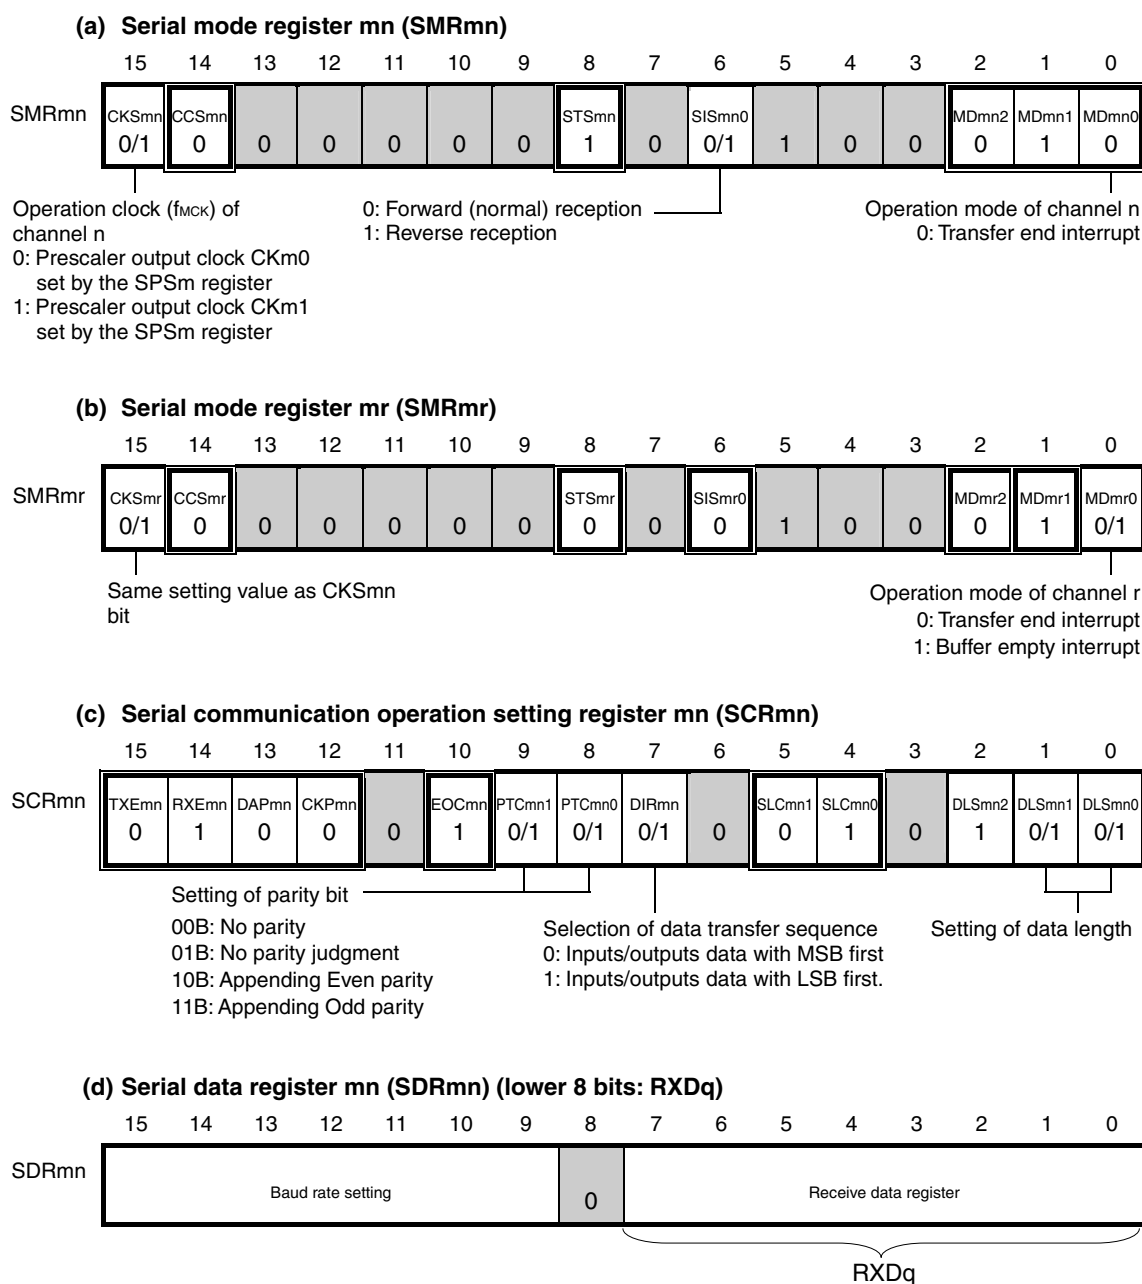 (a) Serial mode register mn (SMRmn)
15 14 13 12 11 10 9 8 7 6 5 4 3 2 1 0
SMRmn
CKSmn CCSmn STSmn SISmn0 MDmn2 MDmn1 MDmn0
0/1 0 0 0 0 0 0 1 0 0/1 1 0 0 0 1 0
Operation clock (fMCK) of
channel n
0: Prescaler output clock CKm0
set by the SPSm register
1: Prescaler output clock CKm1
set by the SPSm register
0: Forward (normal) reception
1: Reverse reception
Operation mode of channel n
0: Transfer end interrupt
(b) Serial mode register mr (SMRmr)
15 14 13 12 11 10 9 8 7 6 5 4 3 2 1 0
SMRmr
CKSmr CCSmr STSmr SISmr0 MDmr2 MDmr1 MDmr0
0/1 0 0 0 0 0 0 0 0 0 1 0 0 0 1 0/1
Same setting value as CKSmn
bit
Operation mode of channel r
0: Transfer end interrupt
1: Buffer empty interrupt
(c) Serial communication operation setting register mn (SCRmn)
15 14 13 12 11 10 9 8 7 6 5 4 3 2 1 0
SCRmn
TXEmn RXEmn DAPmn CKPmn EOCmn PTCmn1 PTCmn0 DIRmn SLCmn1 SLCmn0 DLSmn2 DLSmn1 DLSmn0
0 1 0 0 0 1 0/1 0/1 0/1 0 0 1 0 1 0/1 0/1
Setting of parity bit
00B: No parity
01B: No parity judgment
10B: Appending Even parity
11B: Appending Odd parity
Selection of data transfer sequence
0: Inputs/outputs data with MSB first
1: Inputs/outputs data with LSB first.
Setting of data length
(d) Serial data register mn (SDRmn) (lower 8 bits: RXDq)
15 14 13 12 11 10 9 8 7 6 5 4 3 2 1 0
SDRmn
Baud rate setting
0
Receive data register
RXDq